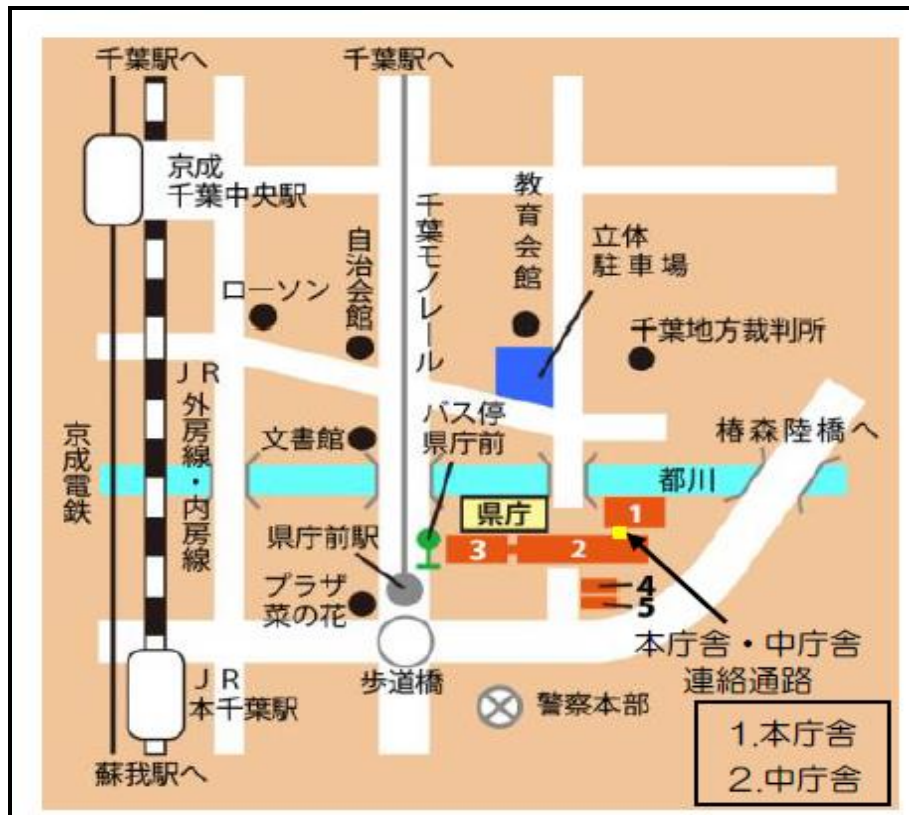 千葉駅へ
千葉駅へ
京成
千葉中央駅
教育会館
立体
駐車場
千葉モノレール
自治会館
ローソン
千葉地方裁判所
JR
外房線・内房線
京成電鉄
バス停
県庁前
文書館
椿森陸橋へ
都川
県庁
1
県庁前駅
3
2
プラザ
菜の花
4
5
本庁舎・中庁舎
連絡通路
歩道橋
JR
本千葉駅
警察本部
蘇我駅へ
1.本庁舎
2.中庁舎